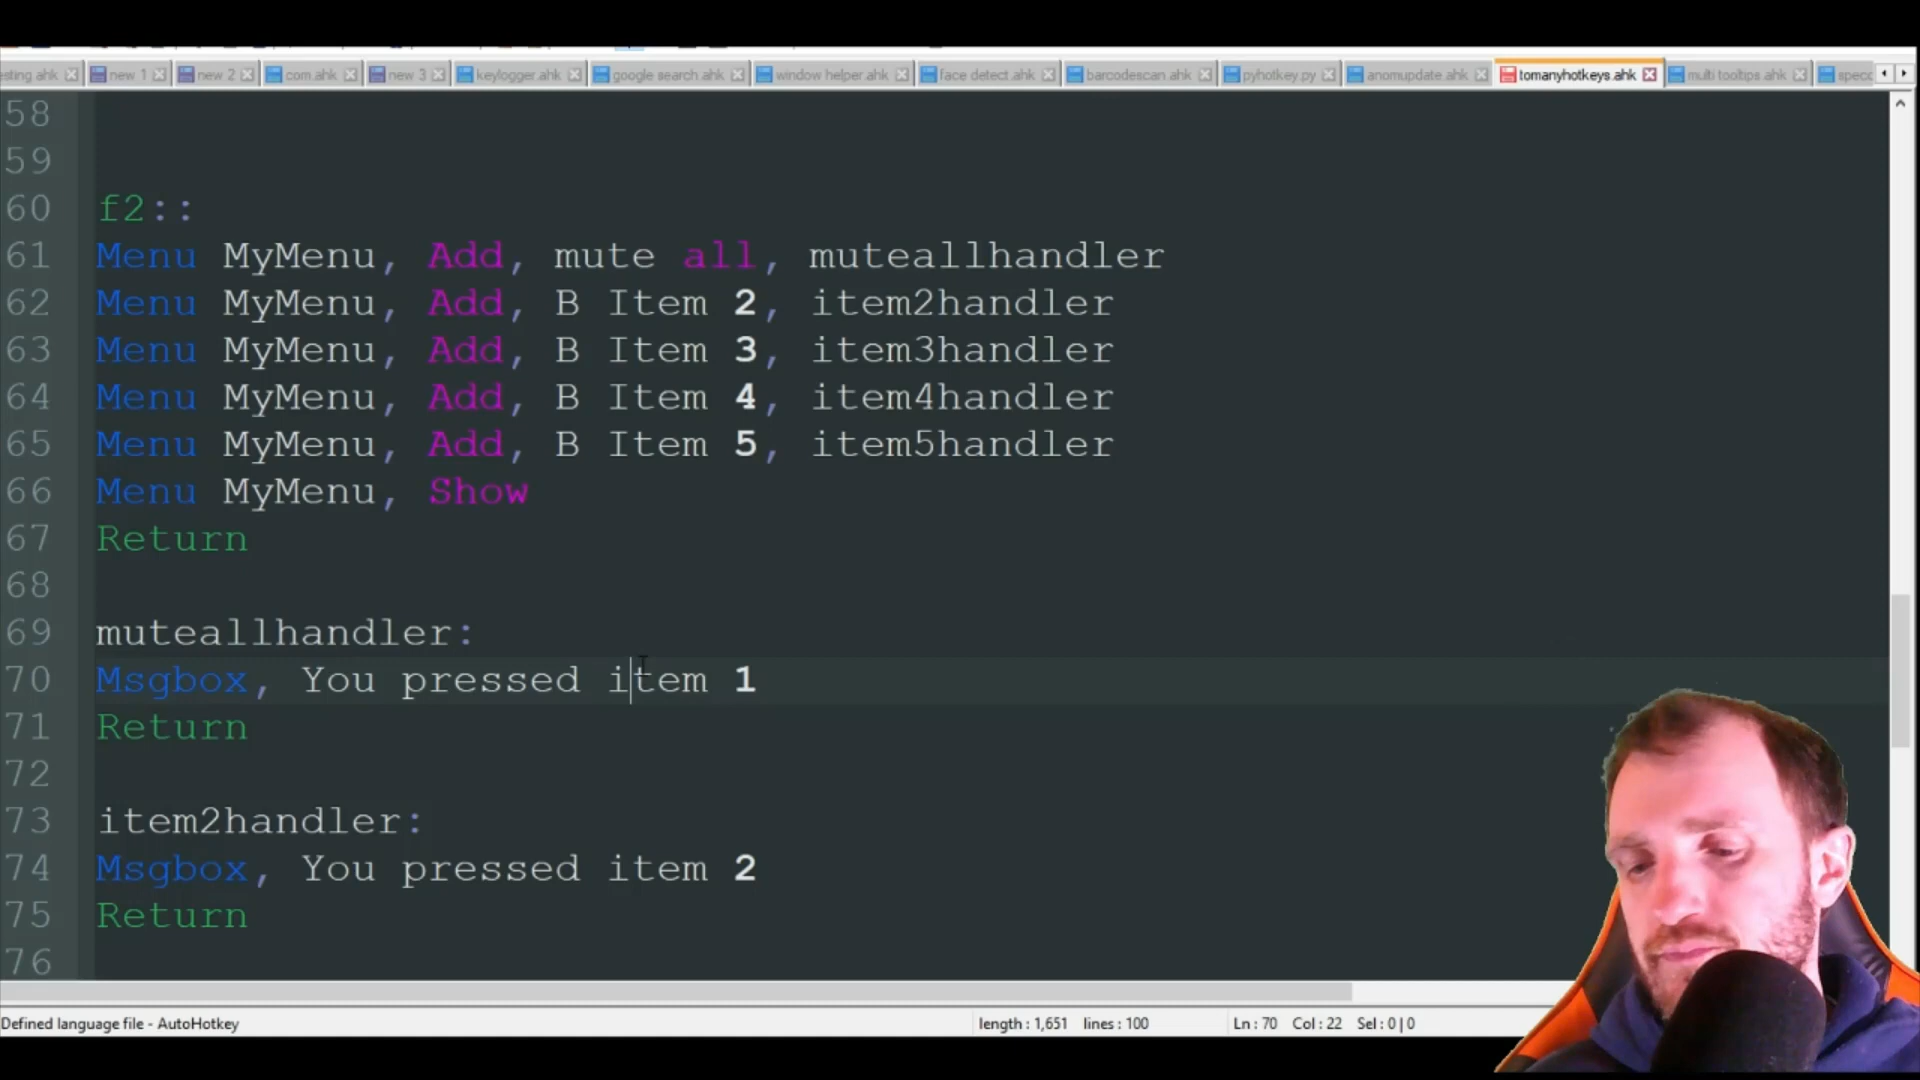 esting.ahk new 1 new 2 com.ahk new 3 keylogger.ahk google search.ahk window helper.ahk face detect.ahk barcodescan.ahk pyhotkey.py anomupdate.ahk tomanyhotkeys.ahk multi tooltips.ahk
58
59
60 f2::
61 Menu MyMenu, Add, mute all, muteallhandler
62 Menu MyMenu, Add, B Item 2, item2handler
63 Menu MyMenu, Add, B Item 3, item3handler
64 Menu MyMenu, Add, B Item 4, item4handler
65 Menu MyMenu, Add, B Item 5, item5handler
66 Menu MyMenu, Show
67 Return
68
69 muteallhandler:
70 Msgbox, You pressed item 1
71 Return
72
73 item2handler:
74 Msgbox, You pressed item 2
75 Return
76
Defined language file - AutoHotkey length : 1,651 lines : 100 Ln : 70 Col : 22 Sel : 0 | 0